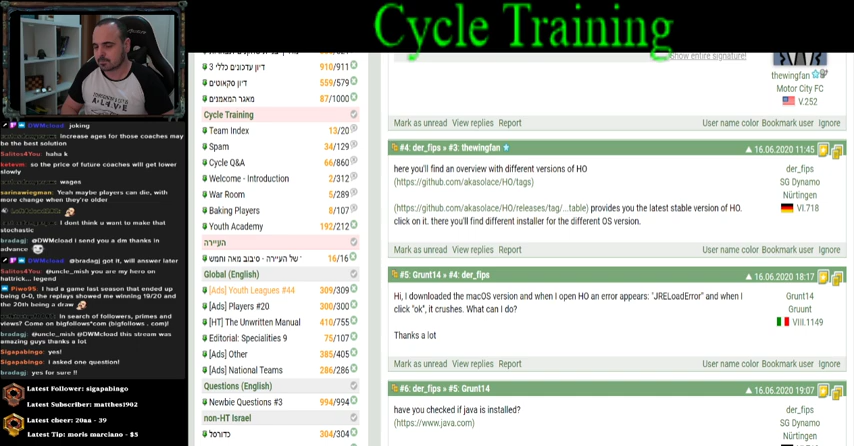 Cycle Training
DWMcloud: joking
increase ages for those coaches may
be the best solution
Salites4You: haha k
betevm: so the price of future coaches will get lower
slowly
wages
sarinawiegman: Yeah maybe players can die, with
more change when they're older
I dont think u want to make that
stochastic
bradagj: @DWMcloud I send you a dm thanks in
advance
DWMcloud: @bradagj got it, will answer later
Salites4You: @uncle_mish you are my hero on
hattrick... legend
Piwo95: I had a game last season that ended
up being 0-0, the replays showed me winning 19/20
and the 20th being a draw
In search of followers, primes and
views? Come on bigfollows*com (bigfollows . com)!
bradagj: @uncle_mish @DWMcloud this stream was
amazing guys thanks a lot
Sigapabingo: yes!
Sigapabingo: I asked one question!
bradagj: yes for sure !!
Latest Follower: sigapabingo
Latest Subscriber: matthes1902
Latest cheer: 20aa - 39
Latest Tip: moris marciano - $5
דיון עדכונים כללי 3 910/911
דיון סקאוטים 559/579
מאגר המאמנים 87/1000
Cycle Training
Team Index 13/20
Spam 34/129
Cycle Q&A 66/860
Welcome - Introduction 2/312
War Room 5/289
Baking Players 8/107
Youth Academy 192/212
העיירה
של העיירה - סיבוב מאה וחמש 16/16
Global (English)
[Ads] Youth Leagues #44 309/309
[Ads] Players #20 300/300
[HT] The Unwritten Manual 410/755
Editorial: Specialities 9 75/107
[Ads] Other 385/405
[Ads] National Teams 286/286
Questions (English)
Newbie Questions #3 994/994
non-HT Israel
כדורסל 304/304
Show entire signature!
thewingfan
Motor City FC
V.252
Mark as unread View replies Report User name color Bookmark user Ignore
#4: der_fips » #3: thewingfan 16.06.2020 11:45
here you'll find an overview with different versions of HO
(https://github.com/akasolace/HO/tags)
(https://github.com/akasolace/HO/releases/tag/...table) provides you the latest stable version of HO.
click on it. there you'll find different installer for the different OS version.
der_fips
SG Dynamo
Nürtingen
VI.718
Mark as unread View replies Report User name color Bookmark user Ignore
#5: Grunt14 » #4: der_fips 16.06.2020 18:17
Hi, I downloaded the macOS version and when I open HO an error appears: "JRELoadError" and when I
click "ok", it crushes. What can I do?
Thanks a lot
Grunt14
Gruunt
VIII.1149
Mark as unread View replies Report User name color Bookmark user Ignore
#6: der_fips » #5: Grunt14 16.06.2020 19:07
have you checked if java is installed?
(https://www.java.com)
der_fips
SG Dynamo
Nürtingen